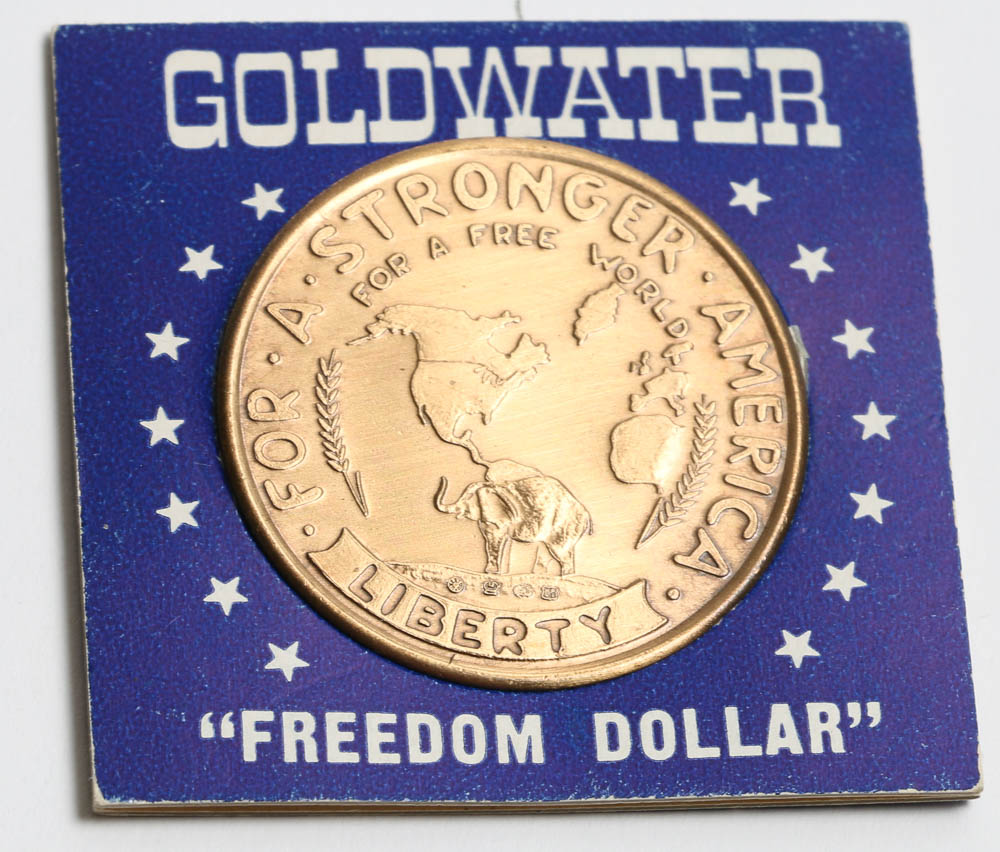 GOLDWATER
·FOR·A·STRONGER·AMERICA·
FOR A FREE WORLD
LIBERTY
“FREEDOM DOLLAR”